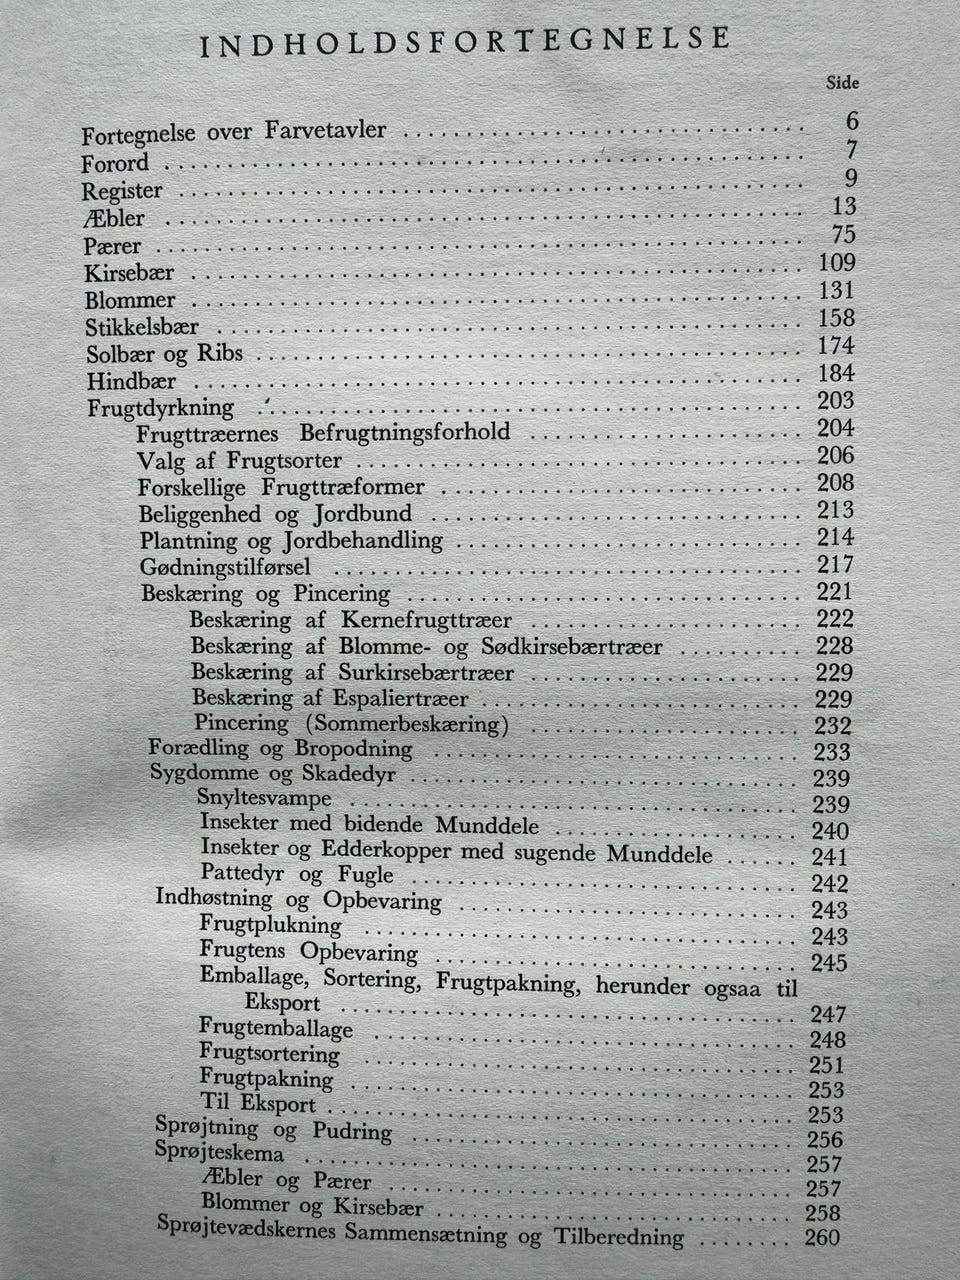 INDHOLDSFORTEGNELSE
Side
Fortegnelse over Farvetavler 6
Forord 7
Register 9
Æbler 13
Pærer 75
Kirsebær 109
Blommer 131
Stikkelsbær 158
Solbær og Ribs 174
Hindbær 184
Frugtdyrkning 203
Frugttræernes Befrugtningsforhold 204
Valg af Frugtsorter 206
Forskellige Frugttræformer 208
Beliggenhed og Jordbund 213
Plantning og Jordbehandling 214
Gødningstilførsel 217
Beskæring og Pincering 221
Beskæring af Kernefrugttræer 222
Beskæring af Blomme- og Sødkirsebærtræer 228
Beskæring af Surkirsebærtræer 229
Beskæring af Espaliertræer 229
Pincering (Sommerbeskæring) 232
Forædling og Bropodning 233
Sygdomme og Skadedyr 239
Snyltesvampe 239
Insekter med bidende Munddele 240
Insekter og Edderkopper med sugende Munddele 241
Pattedyr og Fugle 242
Indhøstning og Opbevaring 243
Frugtplukning 243
Frugtens Opbevaring 245
Emballage, Sortering, Frugtpakning, herunder ogsaa til
Eksport 247
Frugtemballage 248
Frugtsortering 251
Frugtpakning 253
Til Eksport 253
Sprøjtning og Pudring 256
Sprøjteskema 257
Æbler og Pærer 257
Blommer og Kirsebær 258
Sprøjtevædskernes Sammensætning og Tilberedning 260